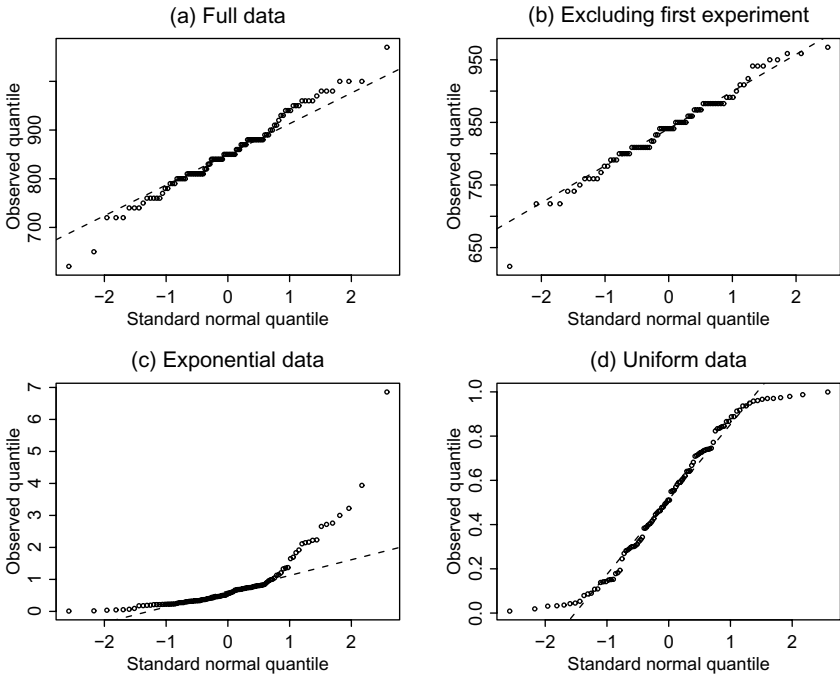 (a) Full data
Observed quantile
900
800
700
−2 −1 0 1 2
Standard normal quantile
(b) Excluding first experiment
Observed quantile
950
850
750
650
−2 −1 0 1 2
Standard normal quantile
(c) Exponential data
Observed quantile
7
6
5
4
3
2
1
0
−2 −1 0 1 2
Standard normal quantile
(d) Uniform data
Observed quantile
1.0
0.8
0.6
0.4
0.2
0.0
−2 −1 0 1 2
Standard normal quantile